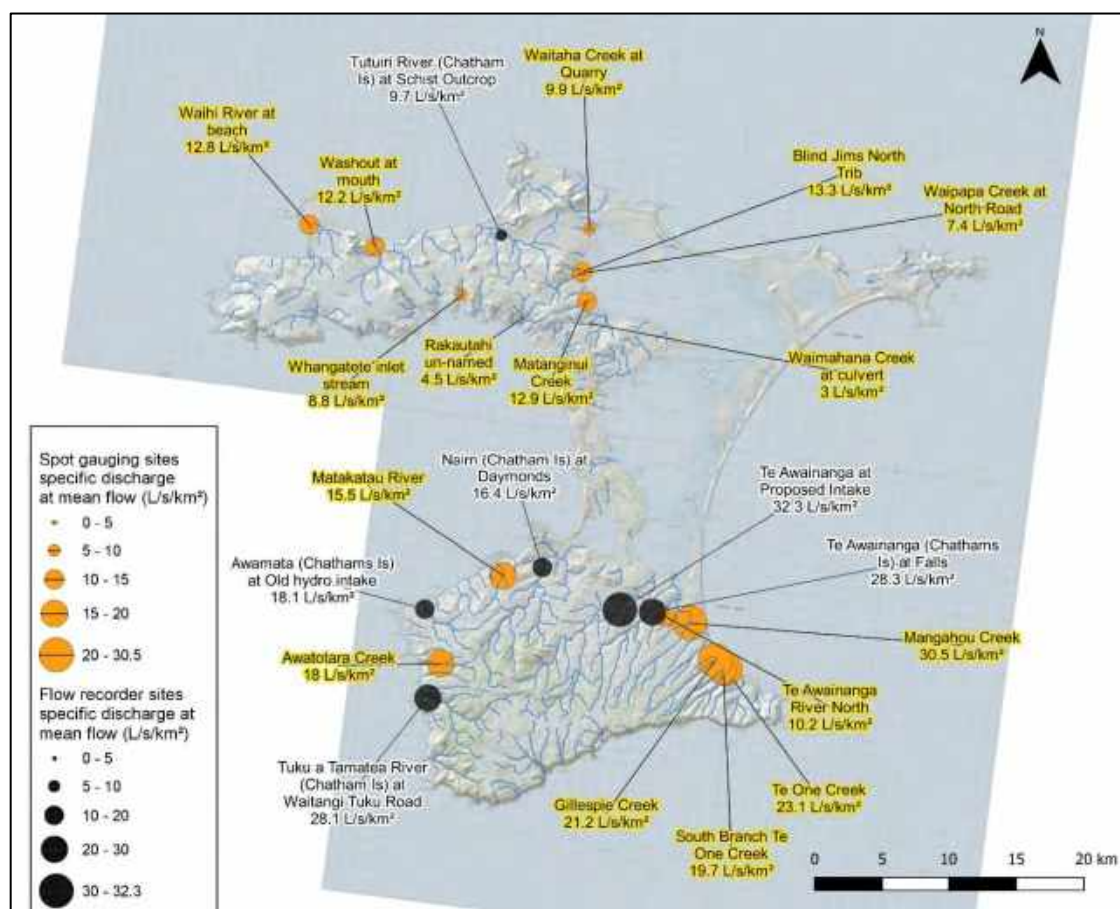 N
Waitaha Creek at
Quarry
9.9 L/s/km²
Tuturi River (Chatham
Is) at Schist Outcrop
9.7 L/s/km²
Waihi River at
beach
12.8 L/s/km²
Washout at
mouth
12.2 L/s/km²
Blind Jims North
Trib
13.3 L/s/km²
Waipapa Creek at
North Road
7.4 L/s/km²
Whangatete inlet
stream
8.8 L/s/km²
Rakautahi
un-named
4.5 L/s/km²
Matanginui
Creek
12.9 L/s/km²
Waimahana Creek
at culvert
3 L/s/km²
Matakatau River
15.5 L/s/km²
Nairn (Chatham Is) at
Daymonds
16.4 L/s/km²
Te Awainanga at
Proposed Intake
32.3 L/s/km²
Te Awainanga (Chathams
Is) at Falls
28.3 L/s/km²
Awamata (Chathams Is)
at Old hydro intake
18.1 L/s/km²
Mangahou Creek
30.5 L/s/km²
Awatotara Creek
18 L/s/km²
Te Awainanga
River North
10.2 L/s/km²
Tuku a Tamatea River
(Chatham Is) at
Waitangi Tuku Road
28.1 L/s/km²
Gillespie Creek
21.2 L/s/km²
Te One Creek
23.1 L/s/km²
South Branch Te
One Creek
19.7 L/s/km²
Spot gauging sites
specific discharge
at mean flow (L/s/km²)
0 - 5
5 - 10
10 - 15
15 - 20
20 - 30.5
Flow recorder sites
specific discharge at
mean flow (L/s/km²)
0 - 5
5 - 10
10 - 20
20 - 30
30 - 32.3
0 5 10 15 20 km